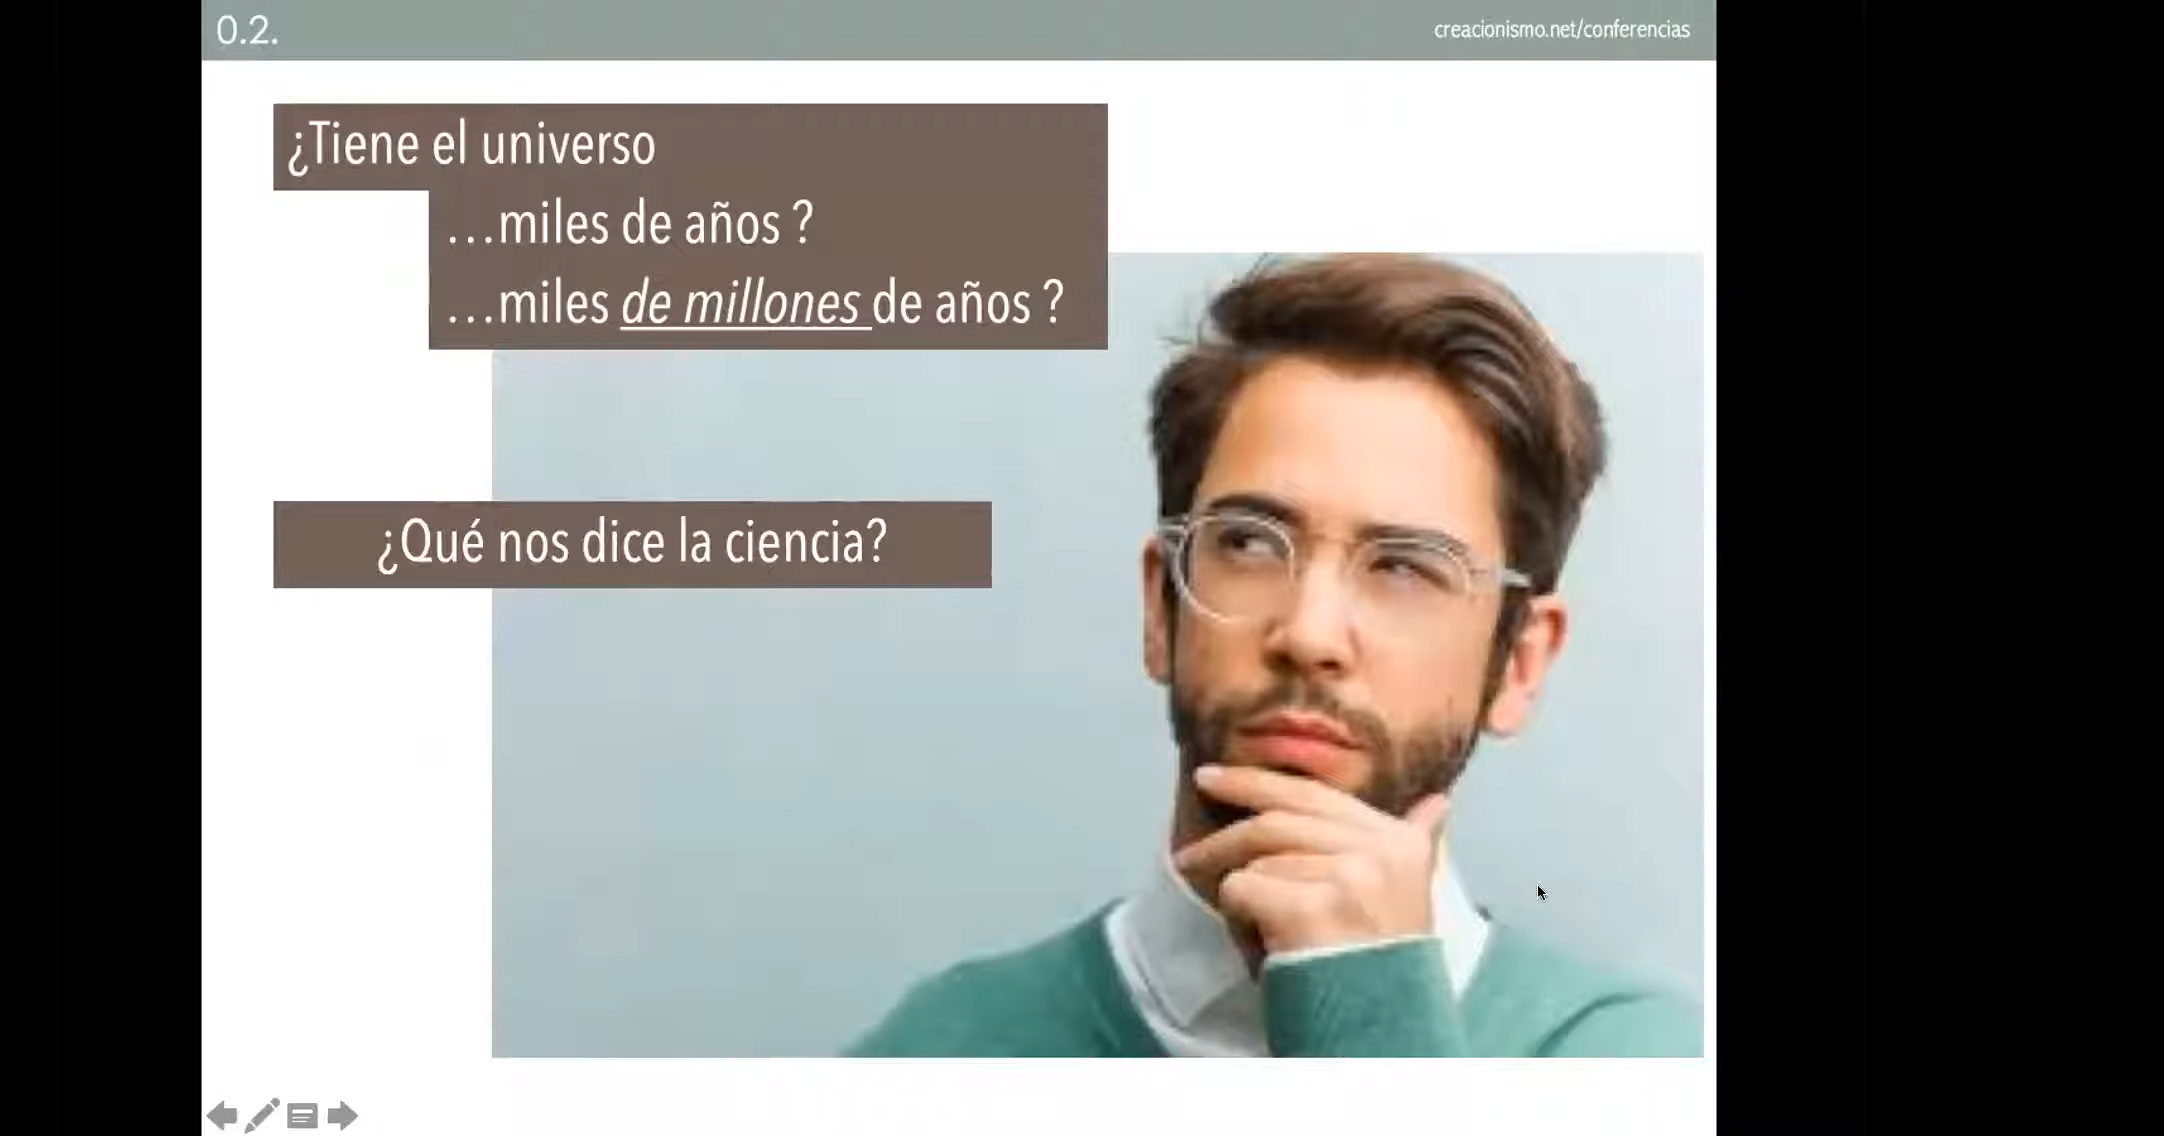 0.2.
creacionismo.net/conferencias
¿Tiene el universo
...miles de años ?
...miles de millones de años ?
¿Qué nos dice la ciencia?